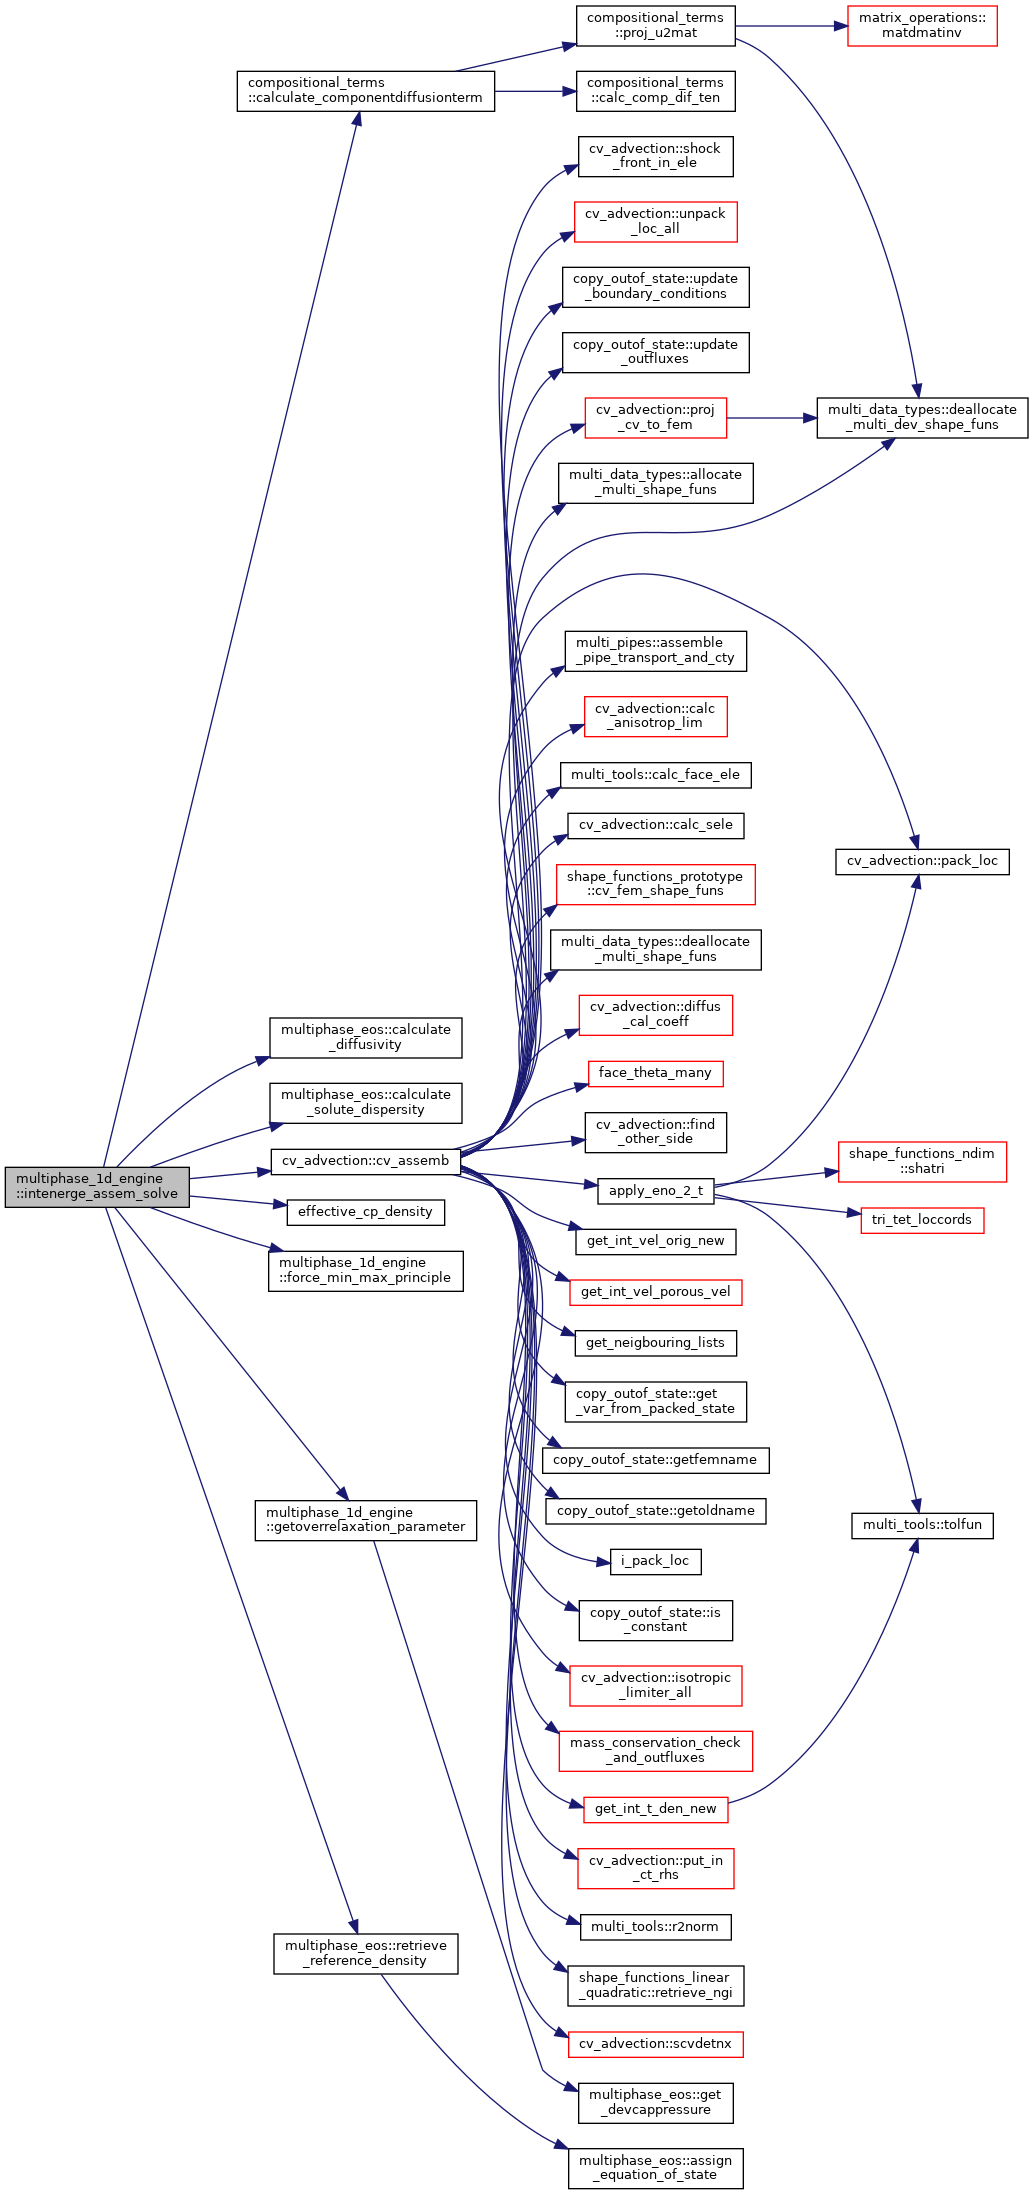 compositional_terms
::proj_u2mat
matrix_operations::
matdmatinv
compositional_terms
::calculate_componentdiffusionterm
compositional_terms
::calc_comp_dif_ten
cv_advection::shock
_front_in_ele
cv_advection::unpack
_loc_all
copy_outof_state::update
_boundary_conditions
copy_outof_state::update
_outfluxes
cv_advection::proj
_cv_to_fem
multi_data_types::deallocate
_multi_dev_shape_funs
multi_data_types::allocate
_multi_shape_funs
multi_pipes::assemble
_pipe_transport_and_cty
cv_advection::calc
_anisotrop_lim
multi_tools::calc_face_ele
cv_advection::calc_sele
cv_advection::pack_loc
shape_functions_prototype
::cv_fem_shape_funs
multi_data_types::deallocate
_multi_shape_funs
cv_advection::diffus
_cal_coeff
multiphase_eos::calculate
_diffusivity
face_theta_many
multiphase_eos::calculate
_solute_dispersity
cv_advection::find
_other_side
cv_advection::cv_assemb
shape_functions_ndim
::shatri
multiphase_1d_engine
::intenerge_assem_solve
apply_eno_2_t
effective_cp_density
tri_tet_loccords
get_int_vel_orig_new
multiphase_1d_engine
::force_min_max_principle
get_int_vel_porous_vel
get_neigbouring_lists
copy_outof_state::get
_var_from_packed_state
copy_outof_state::getfemname
copy_outof_state::getoldname
multiphase_1d_engine
::getoverrelaxation_parameter
multi_tools::tolfun
i_pack_loc
copy_outof_state::is
_constant
cv_advection::isotropic
_limiter_all
mass_conservation_check
_and_outfluxes
get_int_t_den_new
cv_advection::put_in
_ct_rhs
multi_tools::r2norm
multiphase_eos::retrieve
_reference_density
shape_functions_linear
_quadratic::retrieve_ngi
cv_advection::scvdetnx
multiphase_eos::get
_devcappressure
multiphase_eos::assign
_equation_of_state